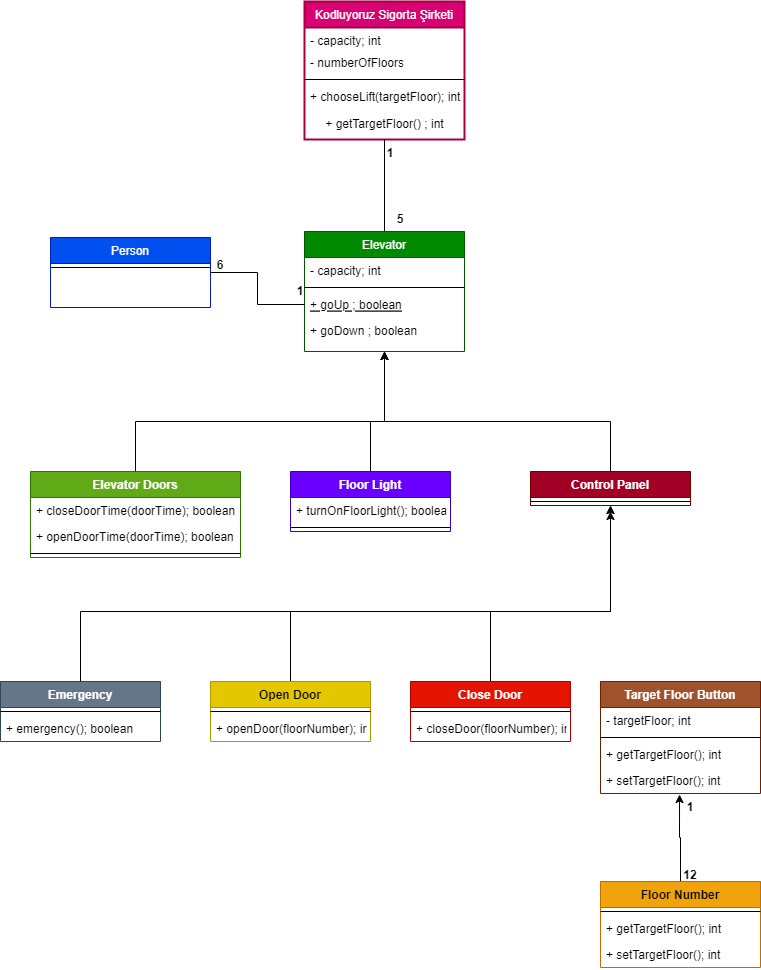 Kodluyoruz Sigorta Şirketi
- capacity; int
- numberOfFloors
+ chooseLift(targetFloor); int
+ getTargetFloor() ; int
1
5
Person
6
1
Elevator
- capacity; int
+ goUp ; boolean
+ goDown ; boolean
Elevator Doors
+ closeDoorTime(doorTime); boolean
+ openDoorTime(doorTime); boolean
Floor Light
+ turnOnFloorLight(); boolea
Control Panel
Emergency
+ emergency(); boolean
Open Door
+ openDoor(floorNumber); ir
Close Door
+ closeDoor(floorNumber); ir
Target Floor Button
- targetFloor; int
+ getTargetFloor(); int
+ setTargetFloor(); int
1
12
Floor Number
+ getTargetFloor(); int
+ setTargetFloor(); int